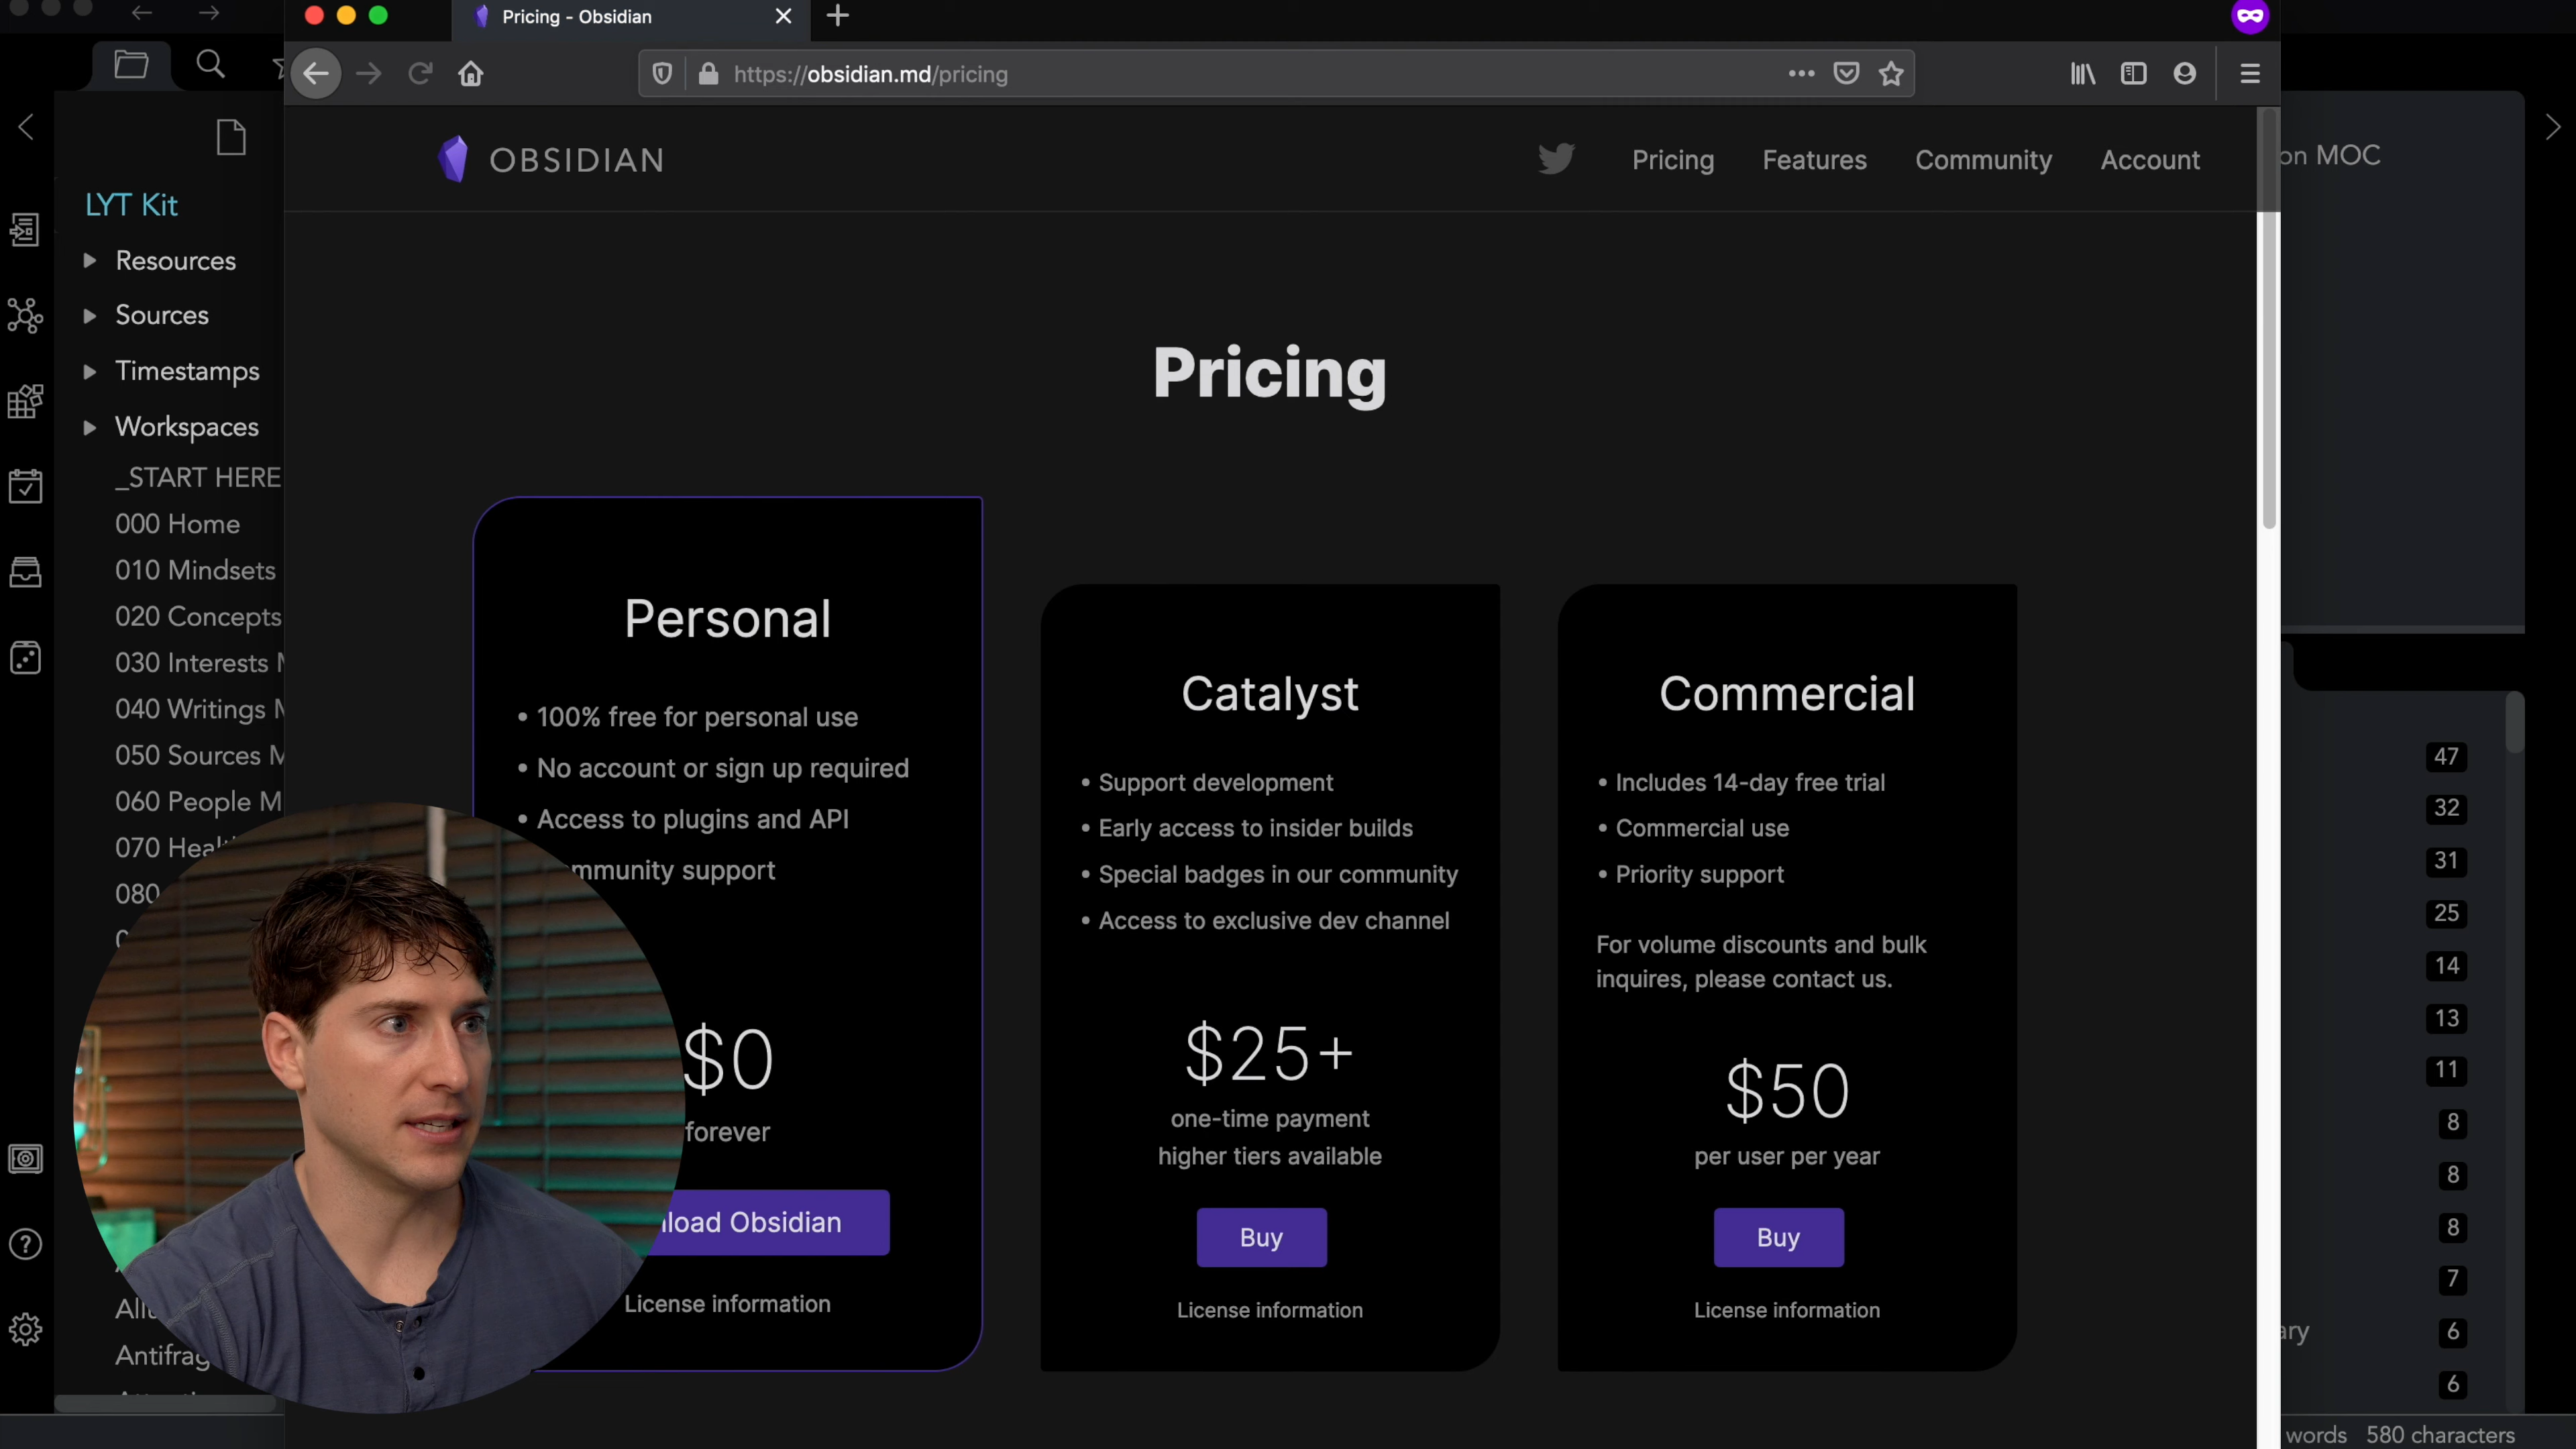 Pricing - Obsidian
https://obsidian.md/pricing
OBSIDIAN
Pricing
Features
Community
Account
on MOC
LYT Kit
Resources
Sources
Timestamps
Workspaces
_START HERE
000 Home
010 Mindsets
020 Concepts
030 Interests
040 Writings
050 Sources
060 People
070
080
Antifrag
Pricing
Personal
• 100% free for personal use
• No account or sign up required
• Access to plugins and API
mmunity support
$0
forever
load Obsidian
License information
Catalyst
• Support development
• Early access to insider builds
• Special badges in our community
• Access to exclusive dev channel
$25+
one-time payment
higher tiers available
Buy
License information
Commercial
• Includes 14-day free trial
• Commercial use
• Priority support
For volume discounts and bulk
inquires, please contact us.
$50
per user per year
Buy
License information
47
32
31
25
14
13
11
8
8
8
7
ary
6
6
words 580 characters